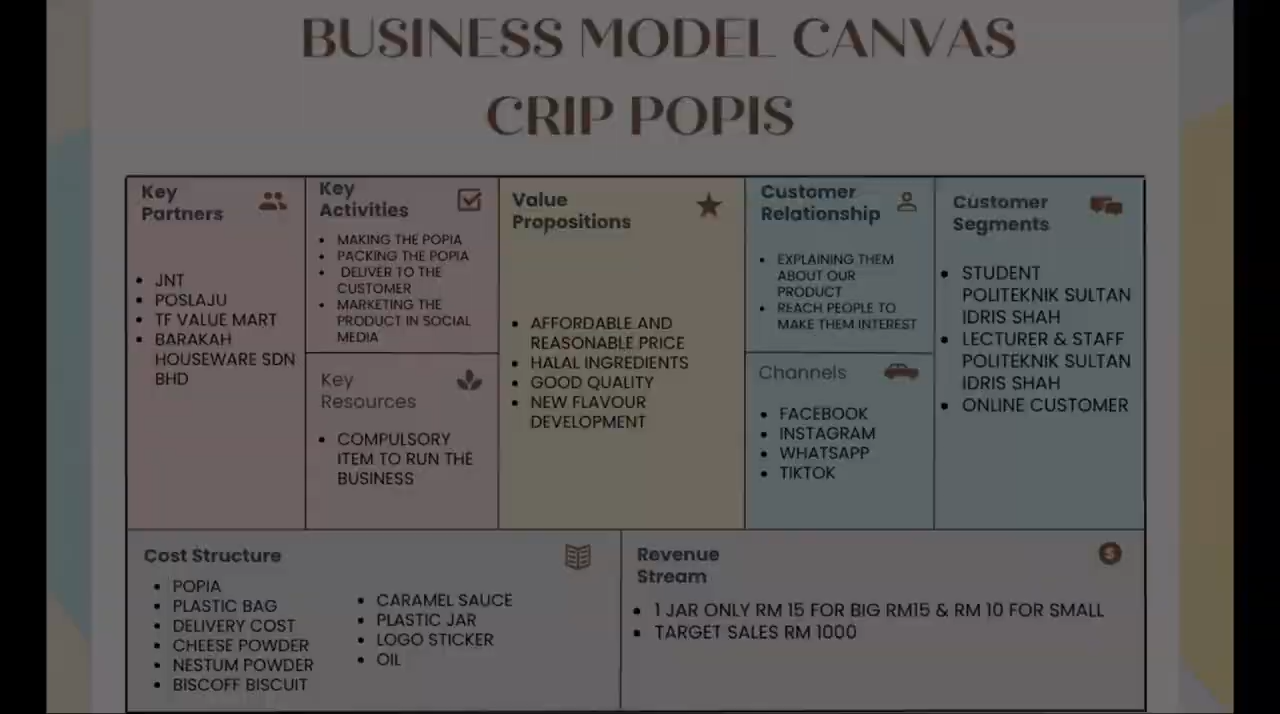 BUSINESS MODEL CANVAS
CRIP POPIS
Key
Partners
JNT
POSLAJU
TF VALUE MART
BARAKAH
HOUSEWARE SDN
BHD
Key
Activities
MAKING THE POPIA
PACKING THE POPIA
DELIVER TO THE
CUSTOMER
MARKETING THE
PRODUCT IN SOCIAL
MEDIA
Key
Resources
COMPULSORY
ITEM TO RUN THE
BUSINESS
Value
Propositions
AFFORDABLE AND
REASONABLE PRICE
HALAL INGREDIENTS
GOOD QUALITY
NEW FLAVOUR
DEVELOPMENT
Customer
Relationship
EXPLAINING THEM
ABOUT OUR
PRODUCT
REACH PEOPLE TO
MAKE THEM INTEREST
Channels
FACEBOOK
INSTAGRAM
WHATSAPP
TIKTOK
Customer
Segments
STUDENT
POLITEKNIK SULTAN
IDRIS SHAH
LECTURER & STAFF
POLITEKNIK SULTAN
IDRIS SHAH
ONLINE CUSTOMER
Cost Structure
POPIA
PLASTIC BAG
DELIVERY COST
CHEESE POWDER
NESTUM POWDER
BISCOFF BISCUIT
CARAMEL SAUCE
PLASTIC JAR
LOGO STICKER
OIL
Revenue
Stream
1 JAR ONLY RM 15 FOR BIG RM15 & RM 10 FOR SMALL
TARGET SALES RM 1000